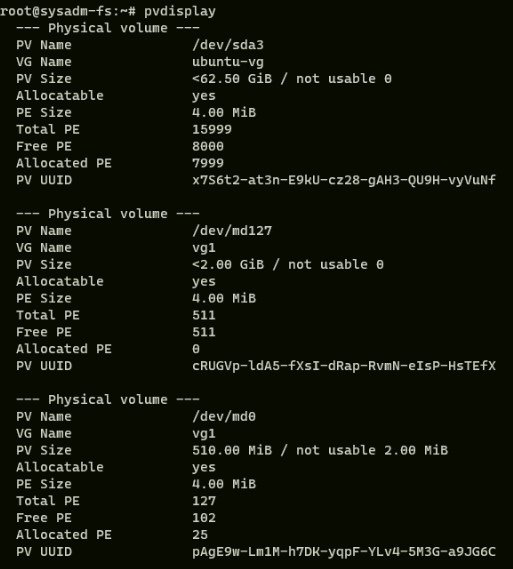 root@sysadm-fs:~# pvdisplay
--- Physical volume ---
PV Name /dev/sda3
VG Name ubuntu-vg
PV Size <62.50 GiB / not usable 0
Allocatable yes
PE Size 4.00 MiB
Total PE 15999
Free PE 8000
Allocated PE 7999
PV UUID x7S6t2-at3n-E9kU-cz28-gAH3-QU9H-vyVuNf
--- Physical volume ---
PV Name /dev/md127
VG Name vg1
PV Size <2.00 GiB / not usable 0
Allocatable yes
PE Size 4.00 MiB
Total PE 511
Free PE 511
Allocated PE 0
PV UUID cRUGVp-ldA5-fXsI-dRap-RvmN-eIsP-HsTEfX
--- Physical volume ---
PV Name /dev/md0
VG Name vg1
PV Size 510.00 MiB / not usable 2.00 MiB
Allocatable yes
PE Size 4.00 MiB
Total PE 127
Free PE 102
Allocated PE 25
PV UUID pAgE9w-Lm1M-h7DK-yqpF-YLv4-5M3G-a9JG6C